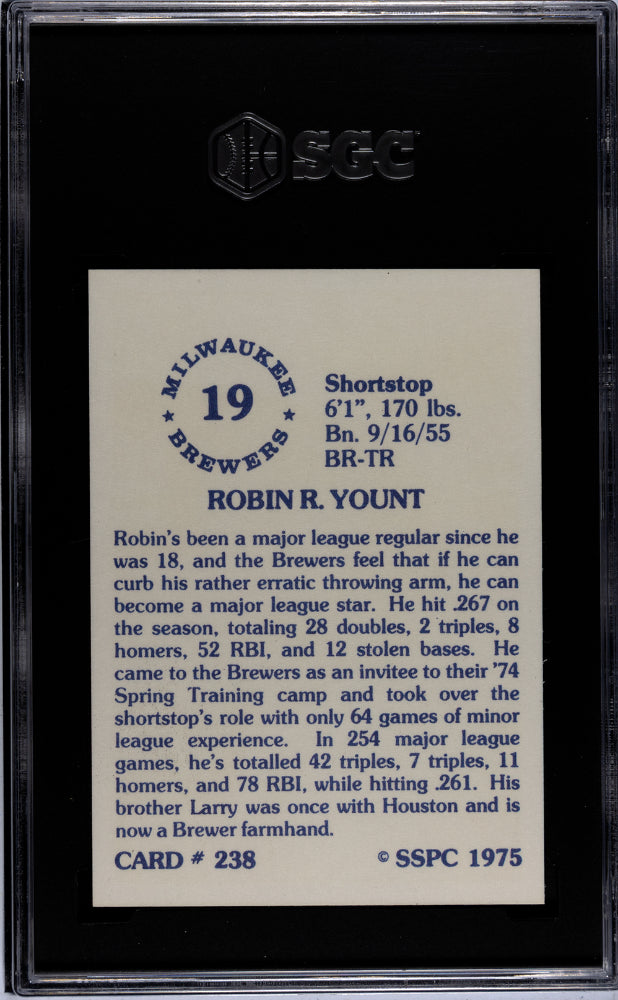 SGC
MILWAUKEE
19
BREWERS
Shortstop
6'1", 170 lbs.
Bn. 9/16/55
BR-TR
ROBIN R. YOUNT
Robin's been a major league regular since he
was 18, and the Brewers feel that if he can
curb his rather erratic throwing arm, he can
become a major league star. He hit .267 on
the season, totaling 28 doubles, 2 triples, 8
homers, 52 RBI, and 12 stolen bases. He
came to the Brewers as an invitee to their '74
Spring Training camp and took over the
shortstop's role with only 64 games of minor
league experience. In 254 major league
games, he's totalled 42 triples, 7 triples, 11
homers, and 78 RBI, while hitting .261. His
brother Larry was once with Houston and is
now a Brewer farmhand.
CARD # 238
© SSPC 1975